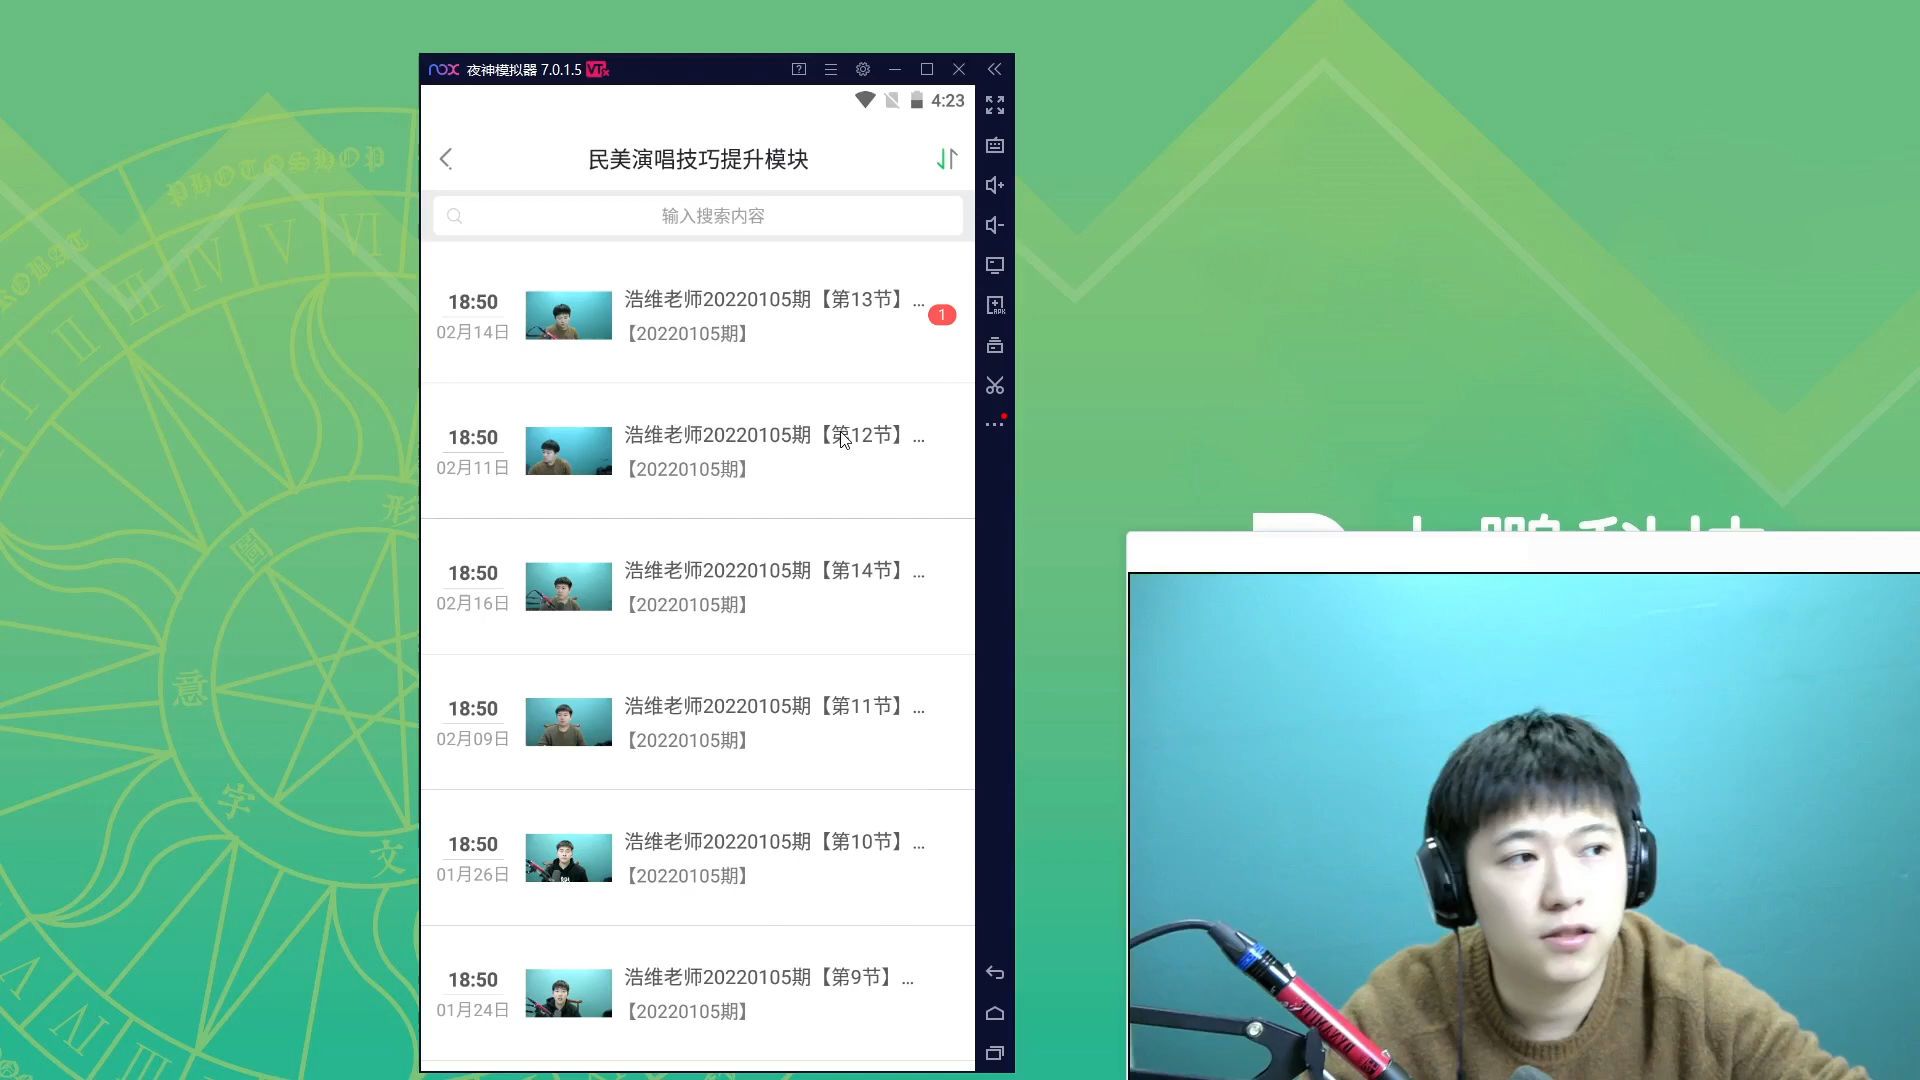 nox 夜神模拟器 7.0.1.5 VTx
4:23
民美演唱技巧提升模块
输入搜索内容
18:50
02月14日
浩维老师20220105期【第13节】...
【20220105期】
1
18:50
02月11日
浩维老师20220105期【第12节】...
【20220105期】
18:50
02月16日
浩维老师20220105期【第14节】...
【20220105期】
18:50
02月09日
浩维老师20220105期【第11节】...
【20220105期】
18:50
01月26日
浩维老师20220105期【第10节】...
【20220105期】
18:50
01月24日
浩维老师20220105期【第9节】...
【20220105期】
PHOTOSHOP
I II III IV V VI
形
圖
意
字
文